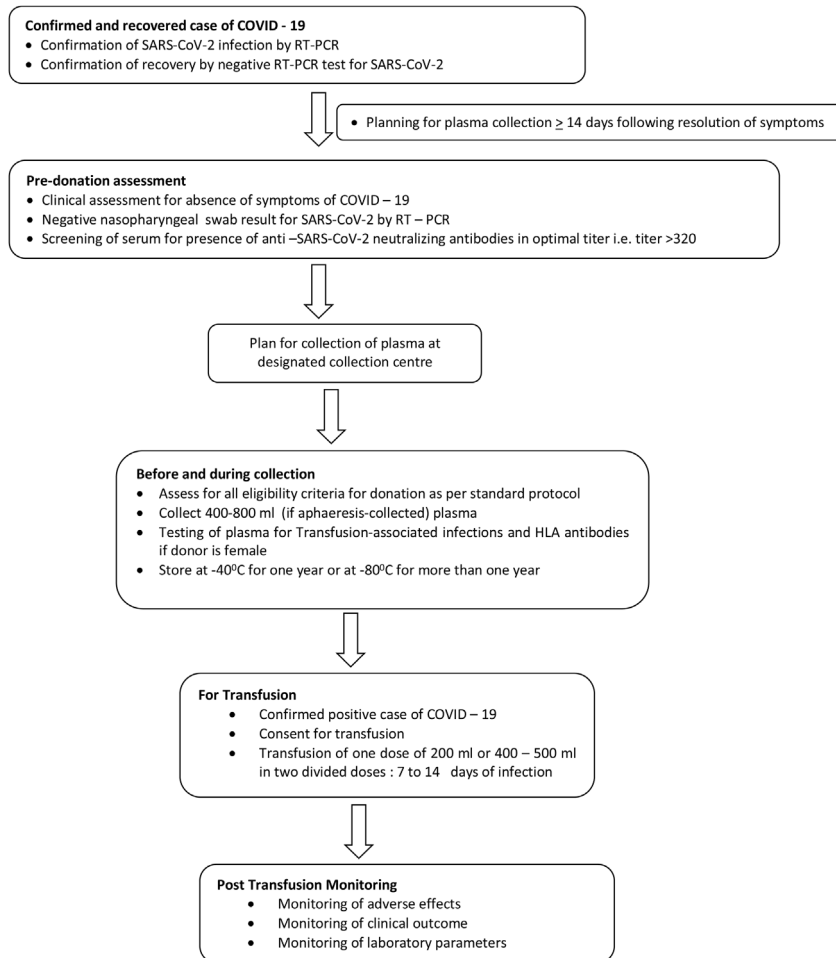 Confirmed and recovered case of COVID - 19
• Confirmation of SARS-CoV-2 infection by RT-PCR
• Confirmation of recovery by negative RT-PCR test for SARS-CoV-2
• Planning for plasma collection ≥ 14 days following resolution of symptoms
Pre-donation assessment
• Clinical assessment for absence of symptoms of COVID – 19
• Negative nasopharyngeal swab result for SARS-CoV-2 by RT – PCR
• Screening of serum for presence of anti –SARS-CoV-2 neutralizing antibodies in optimal titer i.e. titer >320
Plan for collection of plasma at
designated collection centre
Before and during collection
• Assess for all eligibility criteria for donation as per standard protocol
• Collect 400-800 ml (if aphaeresis-collected) plasma
• Testing of plasma for Transfusion-associated infections and HLA antibodies
if donor is female
• Store at -40⁰C for one year or at -80⁰C for more than one year
For Transfusion
• Confirmed positive case of COVID – 19
• Consent for transfusion
• Transfusion of one dose of 200 ml or 400 – 500 ml
in two divided doses : 7 to 14 days of infection
Post Transfusion Monitoring
• Monitoring of adverse effects
• Monitoring of clinical outcome
• Monitoring of laboratory parameters